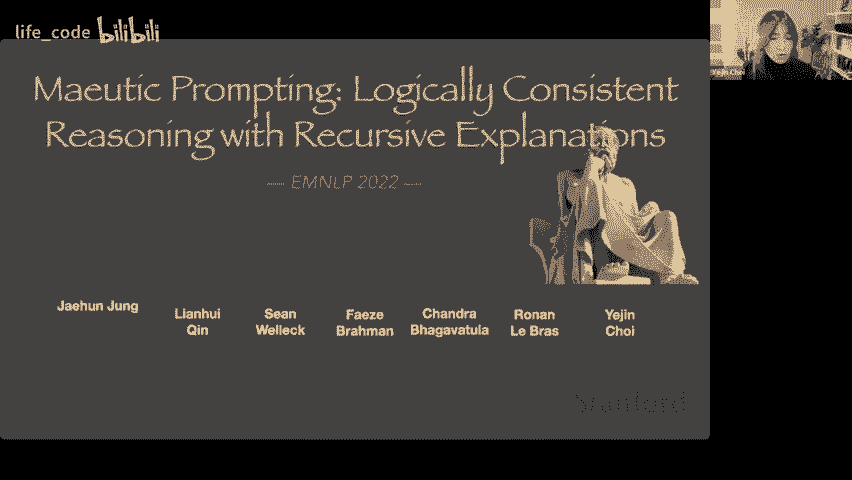 life_code bilibili
Maeutic Prompting: Logically Consistent
Reasoning with Recursive Explanations
EMNLP 2022
Jaehun Jung
Lianhui
Qin
Sean
Welleck
Faeze
Brahman
Chandra
Bhagavatula
Ronan
Le Bras
Yejin
Choi
Stanford
Yejin Choi